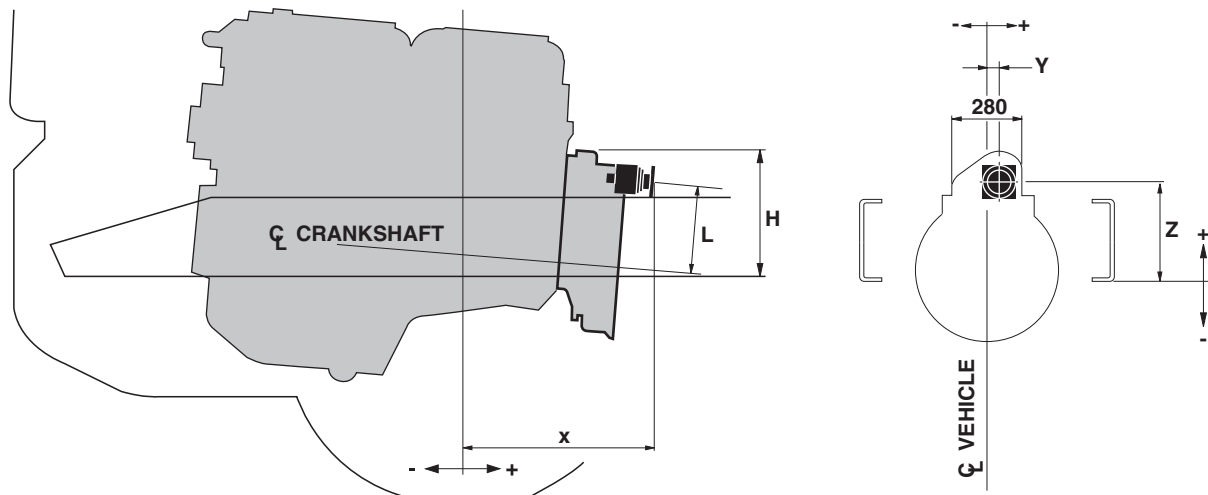 - +
Y
280
H
L
℄ CRANKSHAFT
Z
+
-
x
- +
℄ VEHICLE